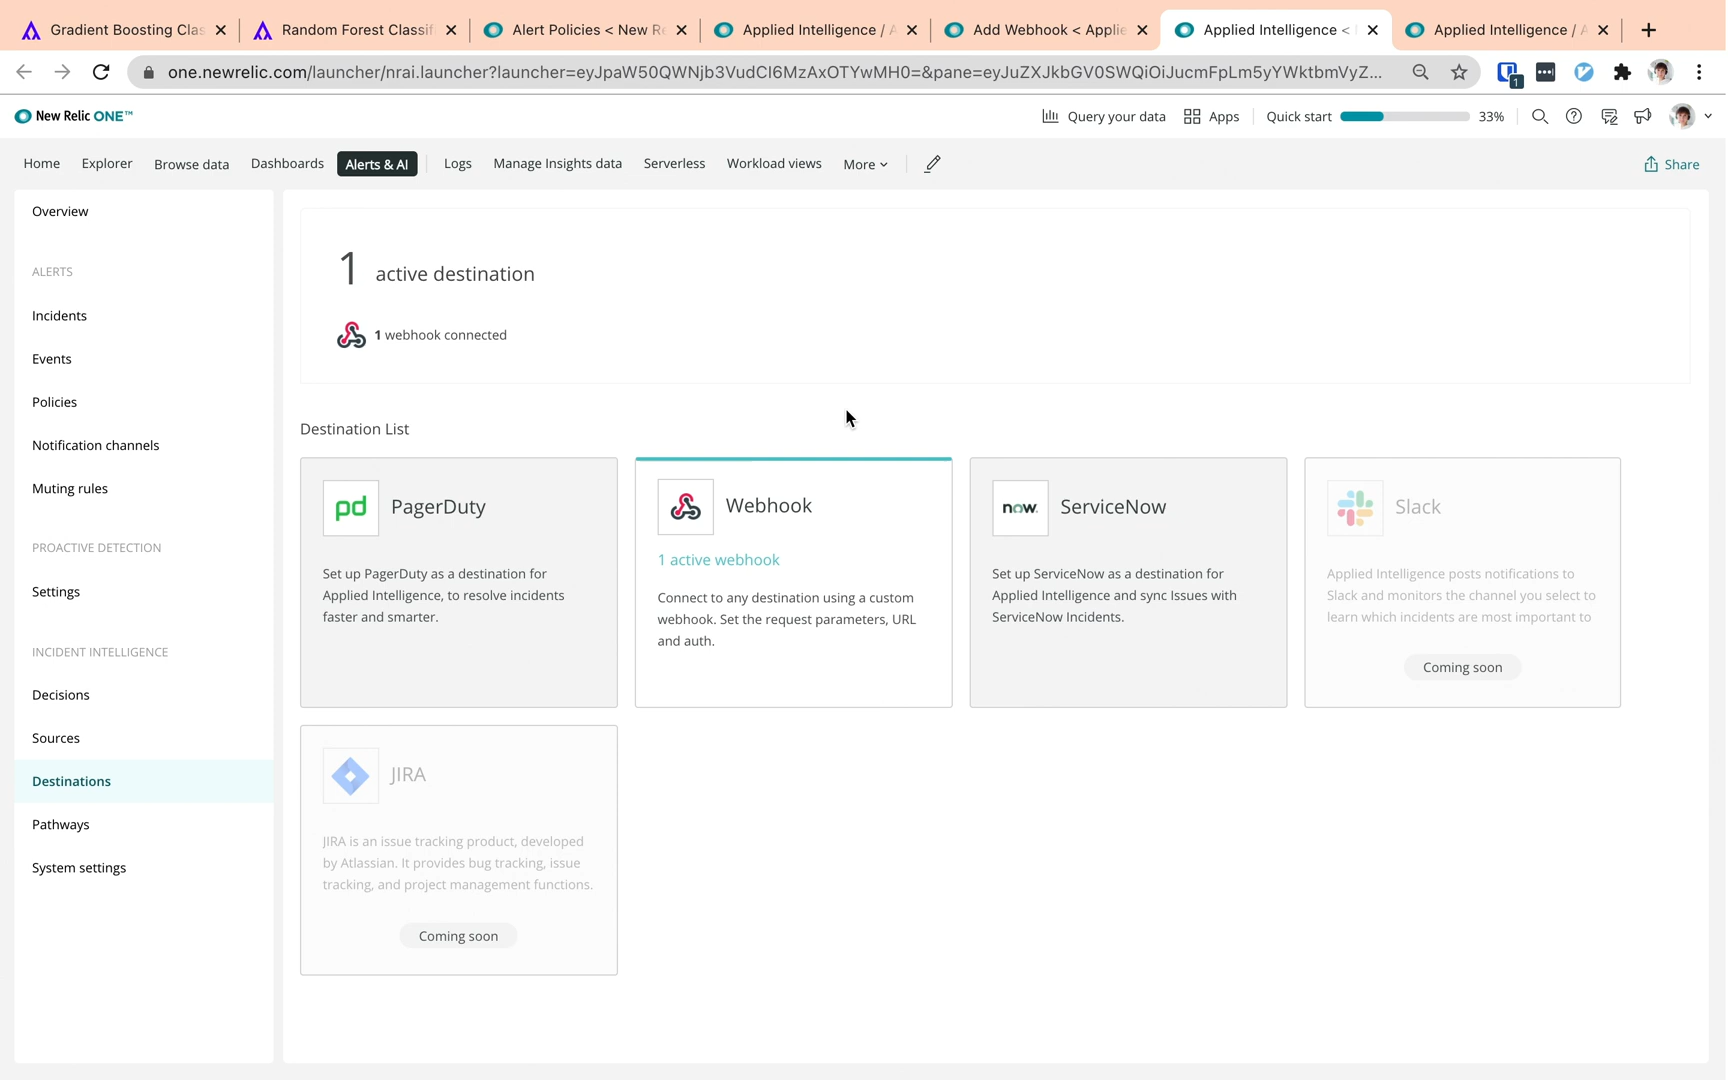 Gradient Boosting Clas
Random Forest Classif
Alert Policies < New Re
Applied Intelligence / A
Add Webhook < Applie
Applied Intelligence <
Applied Intelligence / A
one.newrelic.com/launcher/nrai.launcher?launcher=eyJpaW50QWNjb3VudCI6MzAxOTYwMH0=&pane=eyJuZXJkbGV0SWQiOiJucmFpLm5yYWktbmVyZ...
1
New Relic ONE™
Query your data
Apps
Quick start
33%
Home
Explorer
Browse data
Dashboards
Alerts & AI
Logs
Manage Insights data
Serverless
Workload views
More
Share
Overview
ALERTS
Incidents
Events
Policies
Notification channels
Muting rules
PROACTIVE DETECTION
Settings
INCIDENT INTELLIGENCE
Decisions
Sources
Destinations
Pathways
System settings
1 active destination
1 webhook connected
Destination List
pd PagerDuty
Set up PagerDuty as a destination for
Applied Intelligence, to resolve incidents
faster and smarter.
Webhook
1 active webhook
Connect to any destination using a custom
webhook. Set the request parameters, URL
and auth.
now. ServiceNow
Set up ServiceNow as a destination for
Applied Intelligence and sync Issues with
ServiceNow Incidents.
Slack
Applied Intelligence posts notifications to
Slack and monitors the channel you select to
learn which incidents are most important to
Coming soon
JIRA
JIRA is an issue tracking product, developed
by Atlassian. It provides bug tracking, issue
tracking, and project management functions.
Coming soon